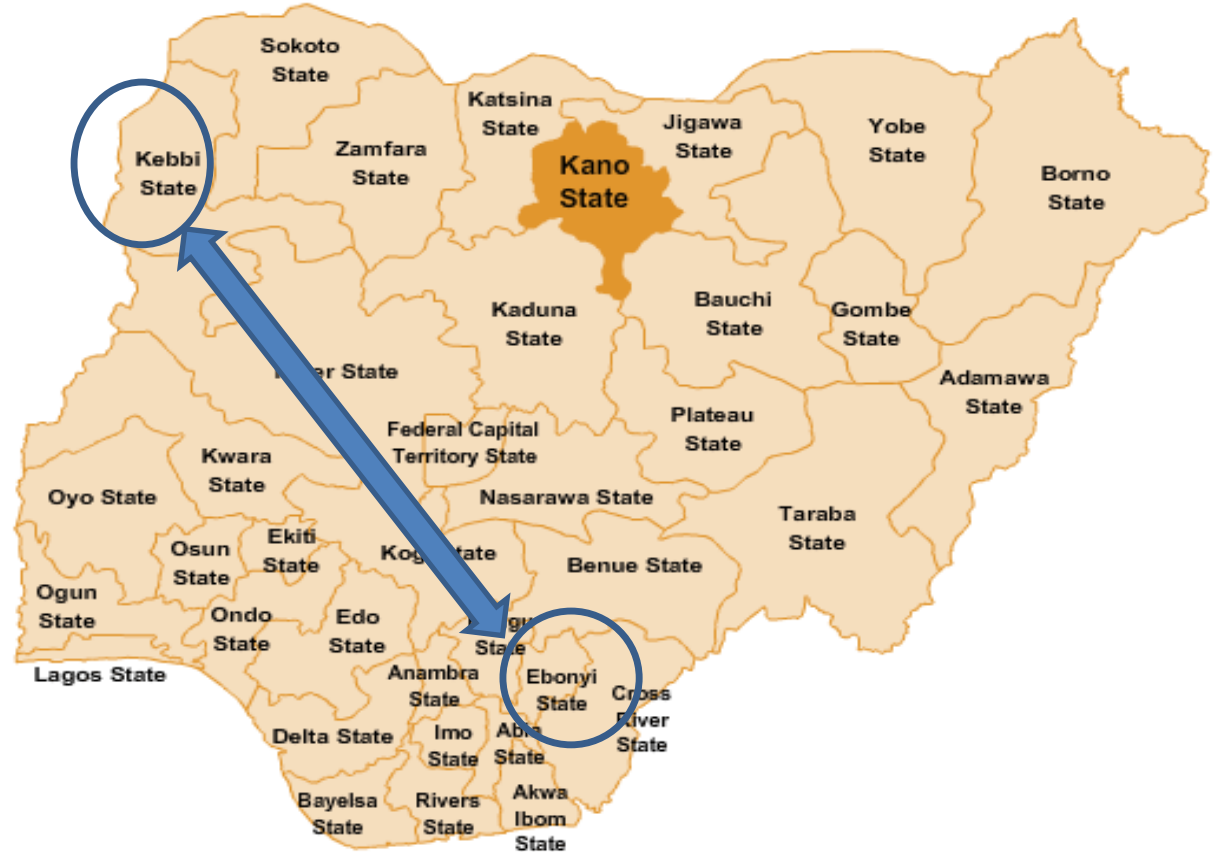 Sokoto
State
Katsina
State
Jigawa
State
Yobe
State
Kebbi
State
Zamfara
State
Kano
State
Borno
State
Kaduna
State
Bauchi
State
Gombe
State
State
Adamawa
State
Federal Capital
Territory State
Plateau
State
Kwara
State
Oyo State
Nasarawa State
Taraba
State
Osun
State
Ekiti
State
Benue State
Ogun
State
Ondo
State
Edo
State
State
Lagos State
Anambra
State
Ebonyi
State
Cross
River
State
Delta State
Imo
State
Abia
State
Bayelsa
State
Rivers
State
Akwa
Ibom
State